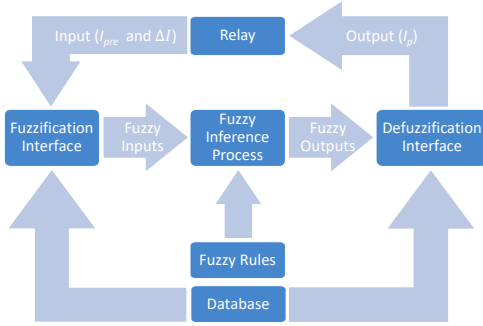 Input (I_pre and ΔI)
Relay
Output (I_p)
Fuzzification
Interface
Fuzzy
Inputs
Fuzzy
Inference
Process
Fuzzy
Outputs
Defuzzification
Interface
Fuzzy Rules
Database